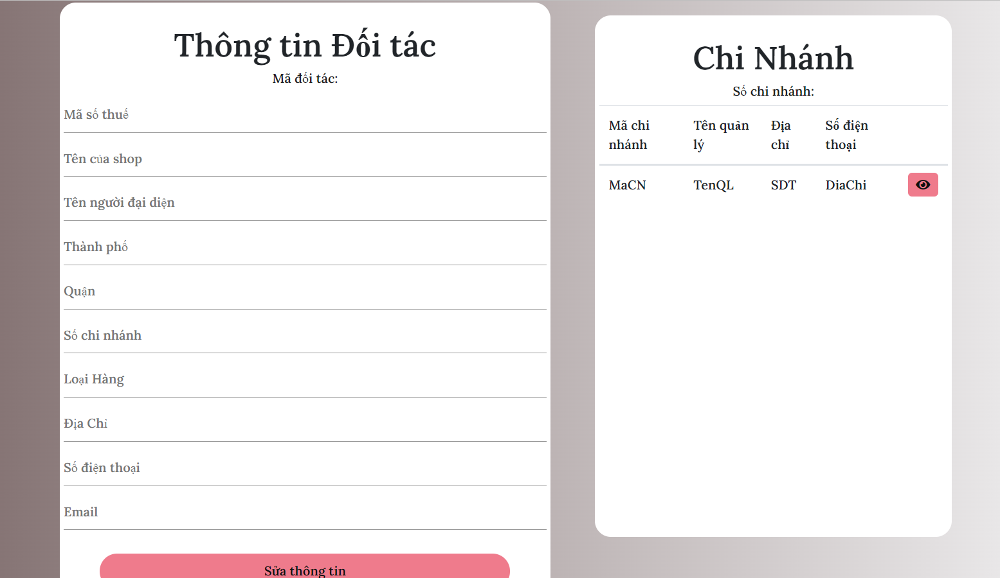 Thông tin Đối tác
Mã đối tác:
Mã số thuế
Tên của shop
Tên người đại diện
Thành phố
Quận
Số chi nhánh
Loại Hàng
Địa Chỉ
Số điện thoại
Email
Sửa thông tin
Chi Nhánh
Số chi nhánh:
Mã chi nhánh Tên quản lý Địa chỉ Số điện thoại
MaCN TenQL SDT DiaChi